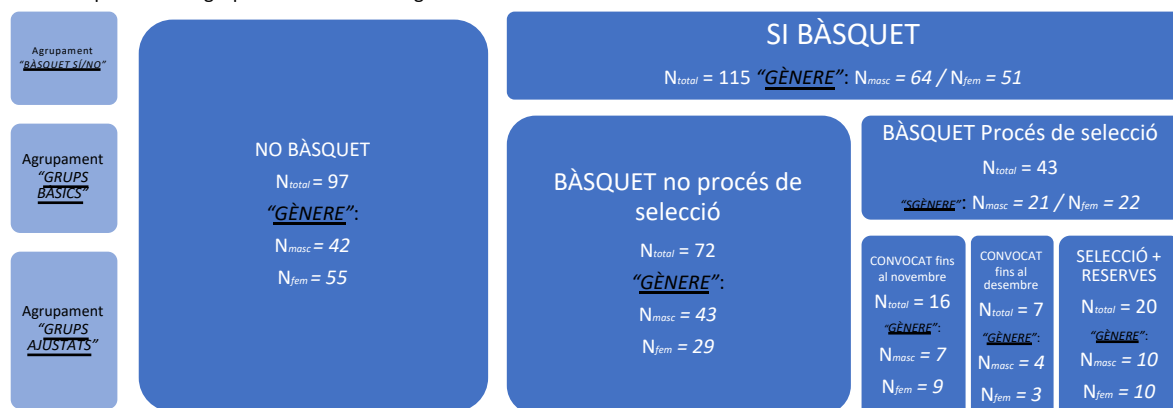 Agrupament
"BÀSQUET SÍ/NO"
SI BÀSQUET
Ntotal = 115 "GÈNERE": Nmasc = 64 / Nfem = 51
Agrupament
"GRUPS
BÀSICS"
NO BÀSQUET
Ntotal = 97
"GÈNERE":
Nmasc = 42
Nfem = 55
BÀSQUET no procés de
selecció
Ntotal = 72
"GÈNERE":
Nmasc = 43
Nfem = 29
BÀSQUET Procés de selecció
Ntotal = 43
"SGÈNERE": Nmasc = 21 / Nfem = 22
Agrupament
"GRUPS
AJUSTATS"
CONVOCAT fins
al novembre
Ntotal = 16
"GÈNERE":
Nmasc = 7
Nfem = 9
CONVOCAT
fins al
desembre
Ntotal = 7
"GÈNERE":
Nmasc = 4
Nfem = 3
SELECCIÓ +
RESERVES
Ntotal = 20
"GÈNERE":
Nmasc = 10
Nfem = 10